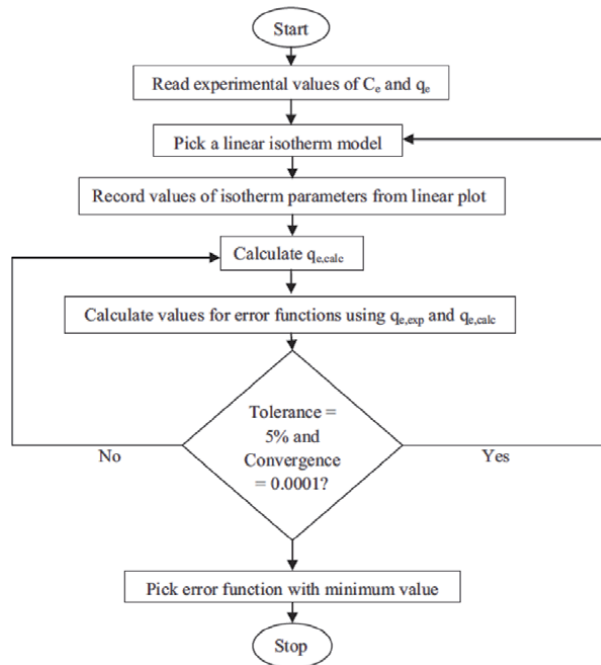 Start
Read experimental values of Cₑ and qₑ
Pick a linear isotherm model
Record values of isotherm parameters from linear plot
Calculate qₑ,calc
Calculate values for error functions using qₑ,exp and qₑ,calc
Tolerance =
5% and
Convergence
= 0.0001?
No
Yes
Pick error function with minimum value
Stop